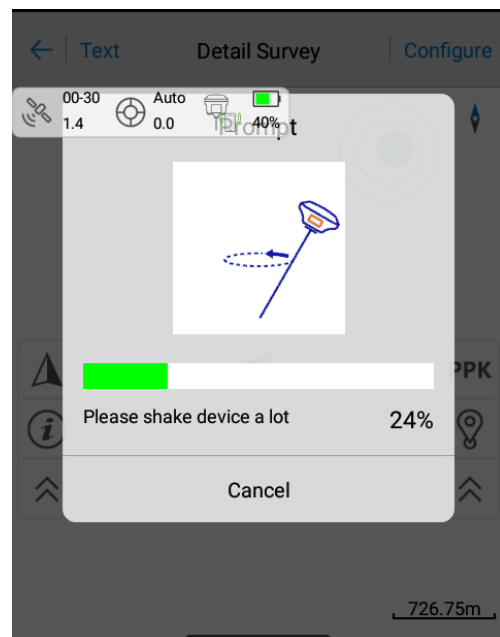 Text
Detail Survey
Configure
00-30
Auto
1.4
0.0
40%
Prompt
PPK
Please shake device a lot
24%
Cancel
726.75m